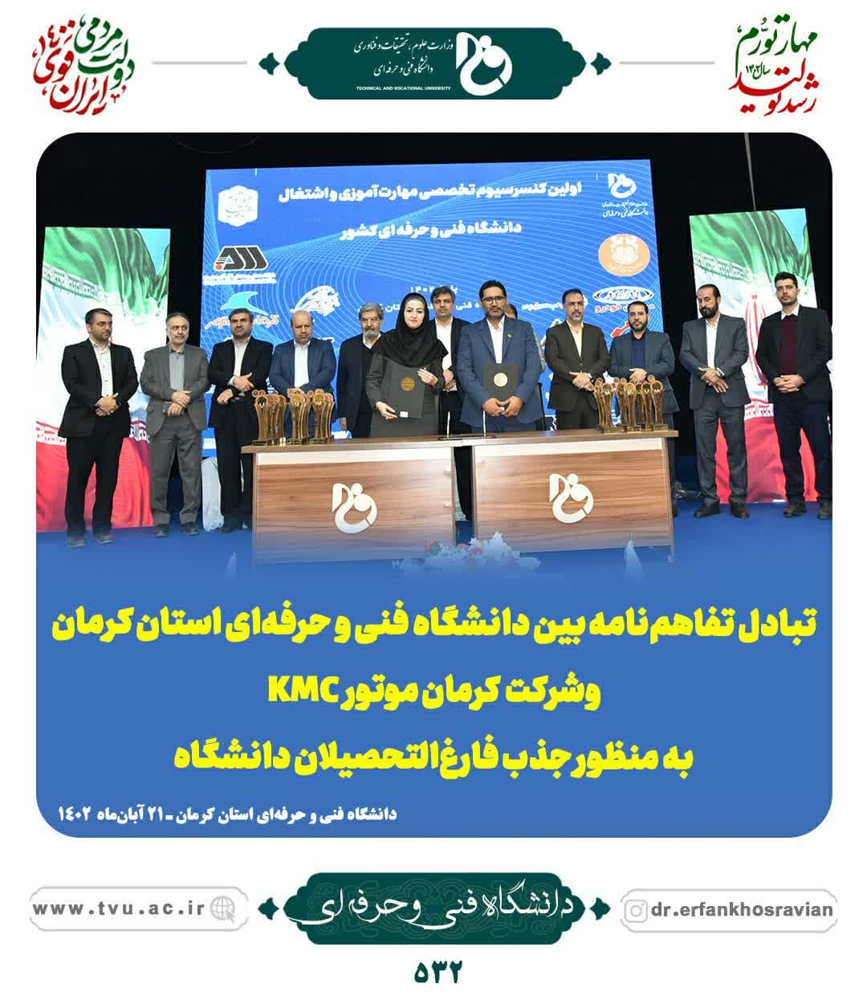 مهار تورم
رشد تولید
سال ۱۴۰۲
وزارت علوم، تحقیقات و فناوری
دانشگاه فنی و حرفه‌ای
TECHNICAL AND VOCATIONAL UNIVERSITY
دولت مردمی
ایران قوی
اولین کنسرسیوم تخصصی مهارت آموزی و اشتغال
دانشگاه فنی و حرفه ای کشور
تبادل تفاهم‌نامه بین دانشگاه فنی و حرفه‌ای استان کرمان
وشرکت کرمان موتور KMC
به منظور جذب فارغ‌التحصیلان دانشگاه
دانشگاه فنی و حرفه‌ای استان کرمان - ۲۱ آبان‌ماه ۱۴۰۲
dr.erfankhosravian
دانشگاه فنی و حرفه‌ای
www.tvu.ac.ir
۵۳۲